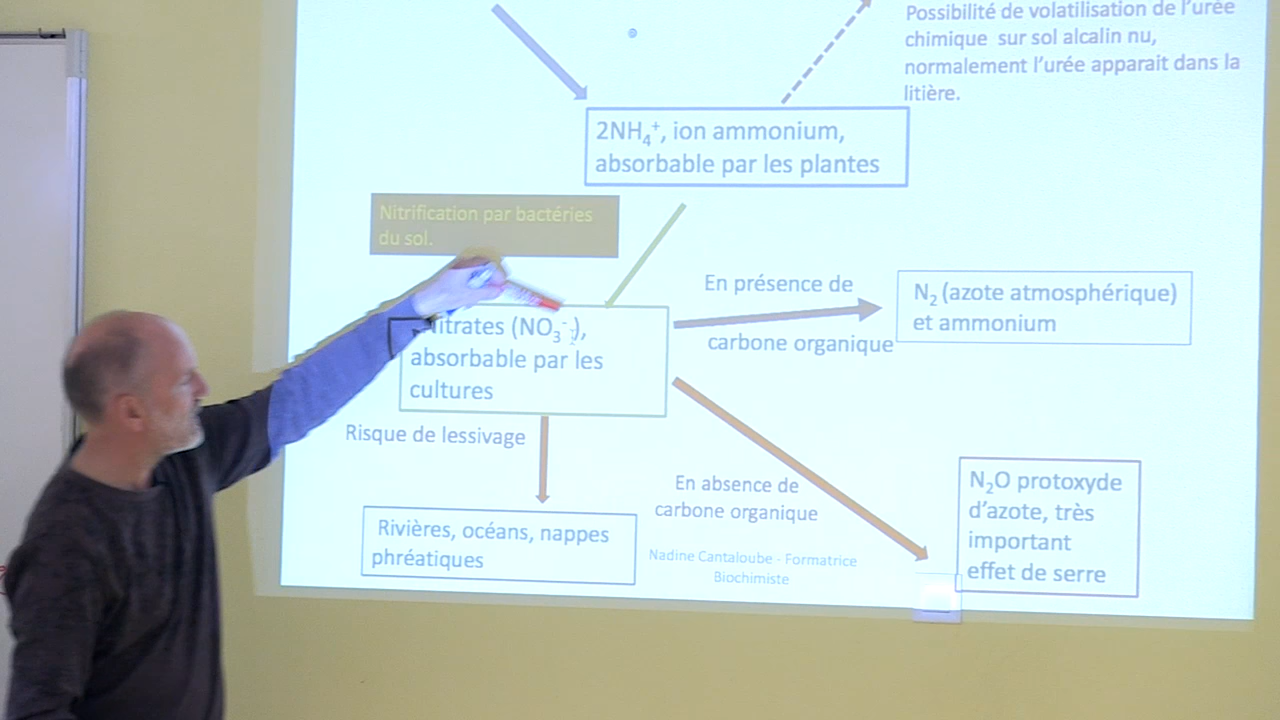 Possibilité de volatilisation de l'urée
chimique sur sol alcalin nu,
normalement l'urée apparait dans la
litière.
2NH₄⁺, ion ammonium,
absorbable par les plantes
Nitrification par bactéries
du sol.
En présence de
carbone organique
N₂ (azote atmosphérique)
et ammonium
Nitrates (NO₃⁻),
absorbable par les
cultures
Risque de lessivage
En absence de
carbone organique
N₂O protoxyde
d'azote, très
important
effet de serre
Rivières, océans, nappes
phréatiques
Nadine Cantaloube - Formatrice
Biochimiste